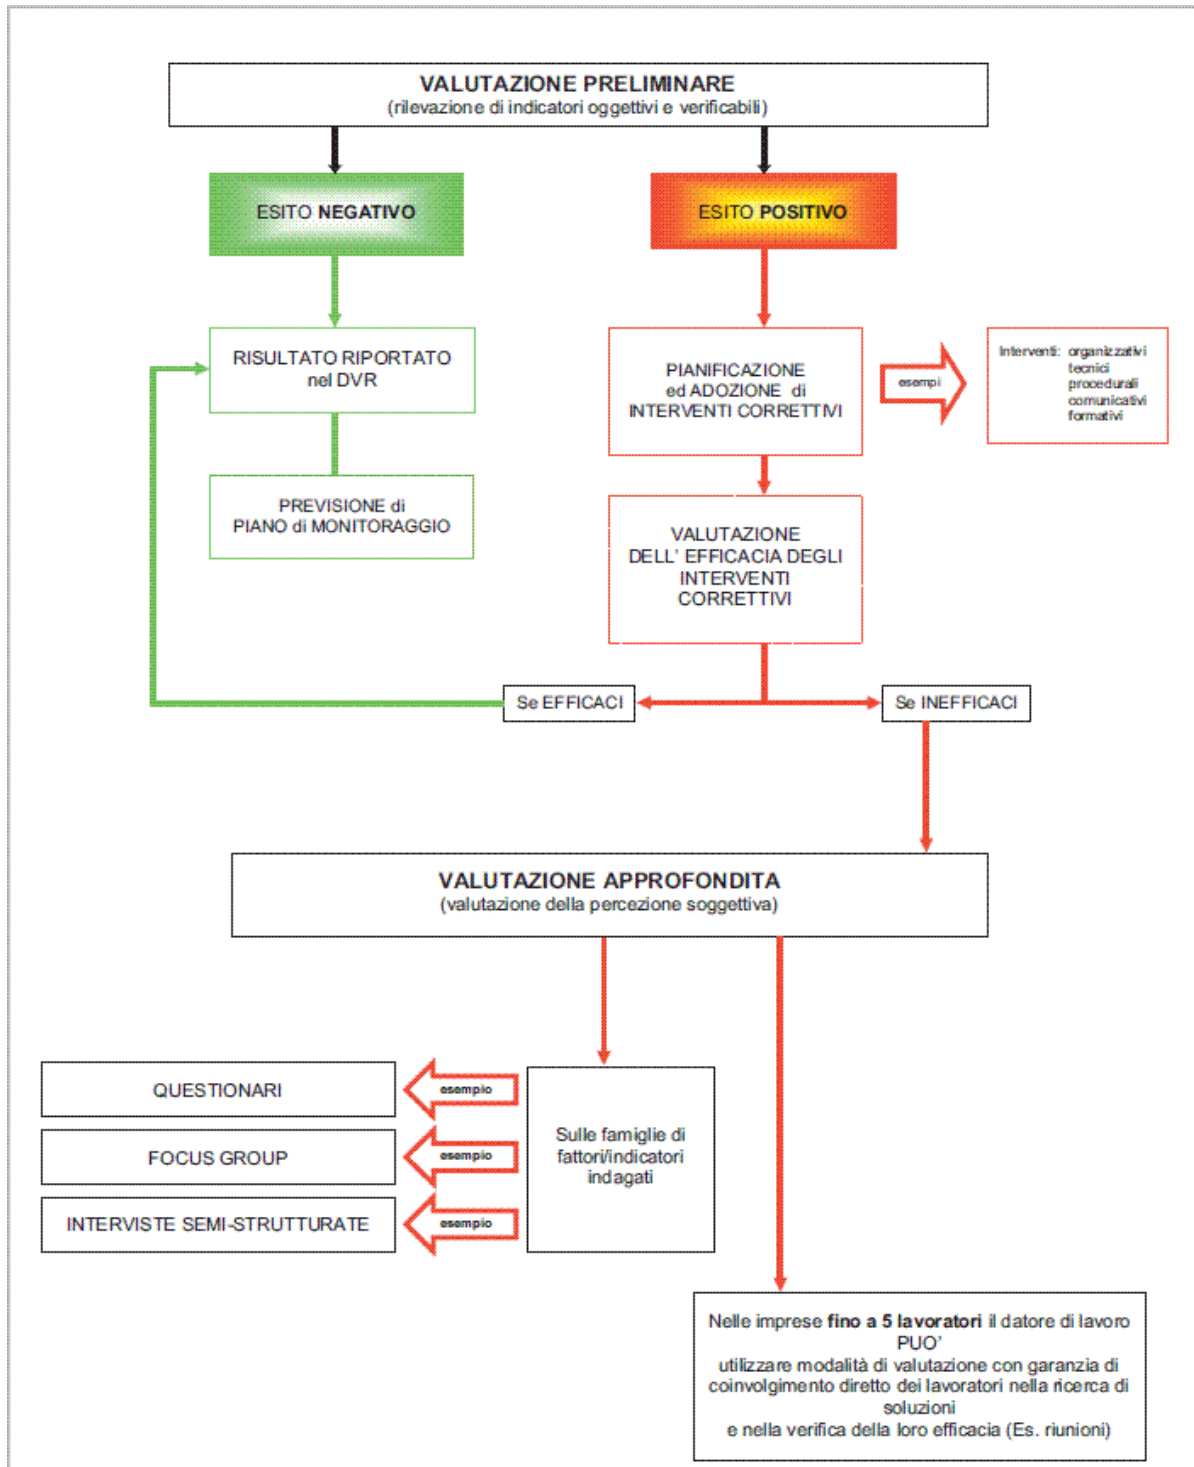 VALUTAZIONE PRELIMINARE
(rilevazione di indicatori oggettivi e verificabili)
ESITO NEGATIVO
ESITO POSITIVO
RISULTATO RIPORTATO
nel DVR
PIANIFICAZIONE
ed ADOZIONE di
INTERVENTI CORRETTIVI
esempi
Interventi: organizzativi
tecnici
procedurali
comunicativi
formativi
PREVISIONE di
PIANO di MONITORAGGIO
VALUTAZIONE
DELL' EFFICACIA DEGLI
INTERVENTI
CORRETTIVI
Se EFFICACI
Se INEFFICACI
VALUTAZIONE APPROFONDITA
(valutazione della percezione soggettiva)
QUESTIONARI
esempio
FOCUS GROUP
esempio
INTERVISTE SEMI-STRUTTURATE
esempio
Sulle famiglie di
fattori/indicatori
indagati
Nelle imprese fino a 5 lavoratori il datore di lavoro
PUO'
utilizzare modalità di valutazione con garanzia di
coinvolgimento diretto dei lavoratori nella ricerca di
soluzioni
e nella verifica della loro efficacia (Es. riunioni)